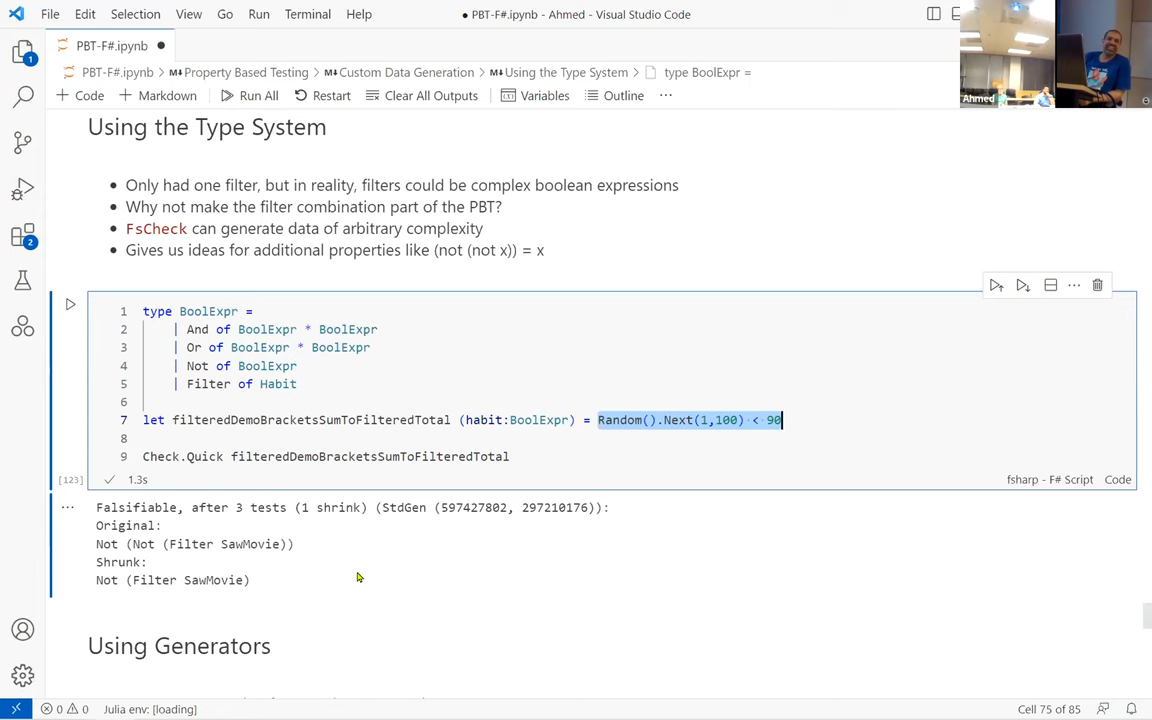 File Edit Selection View Go Run Terminal Help
● PBT-F#.ipynb - Ahmed - Visual Studio Code
PBT-F#.ipynb ●
PBT-F#.ipynb > Property Based Testing > Custom Data Generation > Using the Type System > type BoolExpr =
+ Code + Markdown Run All Restart Clear All Outputs Variables Outline ...
Ahmed
1
2
Using the Type System
• Only had one filter, but in reality, filters could be complex boolean expressions
• Why not make the filter combination part of the PBT?
• FsCheck can generate data of arbitrary complexity
• Gives us ideas for additional properties like (not (not x)) = x
1 type BoolExpr =
2 | And of BoolExpr * BoolExpr
3 | Or of BoolExpr * BoolExpr
4 | Not of BoolExpr
5 | Filter of Habit
6
7 let filteredDemoBracketsSumToFilteredTotal (habit:BoolExpr) = Random().Next(1,100) < 90
8
9 Check.Quick filteredDemoBracketsSumToFilteredTotal
[123] ✓ 1.3s fsharp - F# Script Code
... Falsifiable, after 3 tests (1 shrink) (StdGen (597427802, 297210176)):
Original:
Not (Not (Filter SawMovie))
Shrunk:
Not (Filter SawMovie)
Using Generators
0 0 Julia env: [loading] Cell 75 of 85